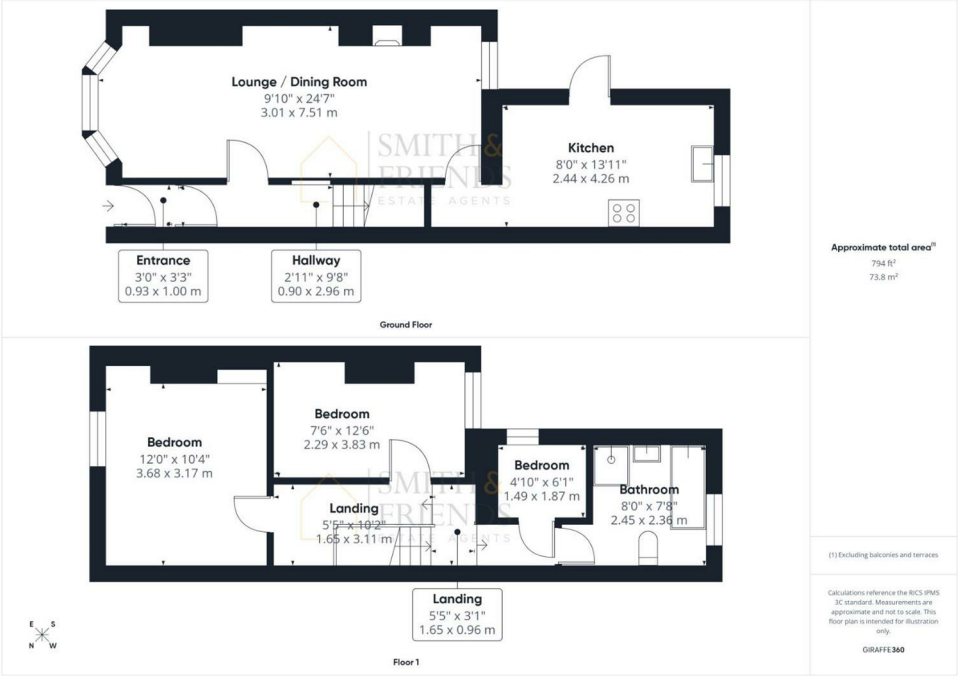 Lounge / Dining Room
9'10" x 24'7"
3.01 x 7.51 m
SMITH &
FRIENDS
ESTATE AGENTS
Kitchen
8'0" x 13'11"
2.44 x 4.26 m
Entrance
3'0" x 3'3"
0.93 x 1.00 m
Hallway
2'11" x 9'8"
0.90 x 2.96 m
Ground Floor
Approximate total area(1)
794 ft²
73.8 m²
Bedroom
12'0" x 10'4"
3.68 x 3.17 m
Bedroom
7'6" x 12'6"
2.29 x 3.83 m
Bedroom
4'10" x 6'1"
1.49 x 1.87 m
Bathroom
8'0" x 7'8"
2.45 x 2.36 m
SMITH &
FRIENDS
ESTATE AGENTS
Landing
5'5" x 10'2"
1.65 x 3.11 m
Landing
5'5" x 3'1"
1.65 x 0.96 m
E S
N W
Floor 1
(1) Excluding balconies and terraces
Calculations reference the RICS IPMS
3C standard. Measurements are
approximate and not to scale. This
floor plan is intended for illustration
only.
GIRAFFE360